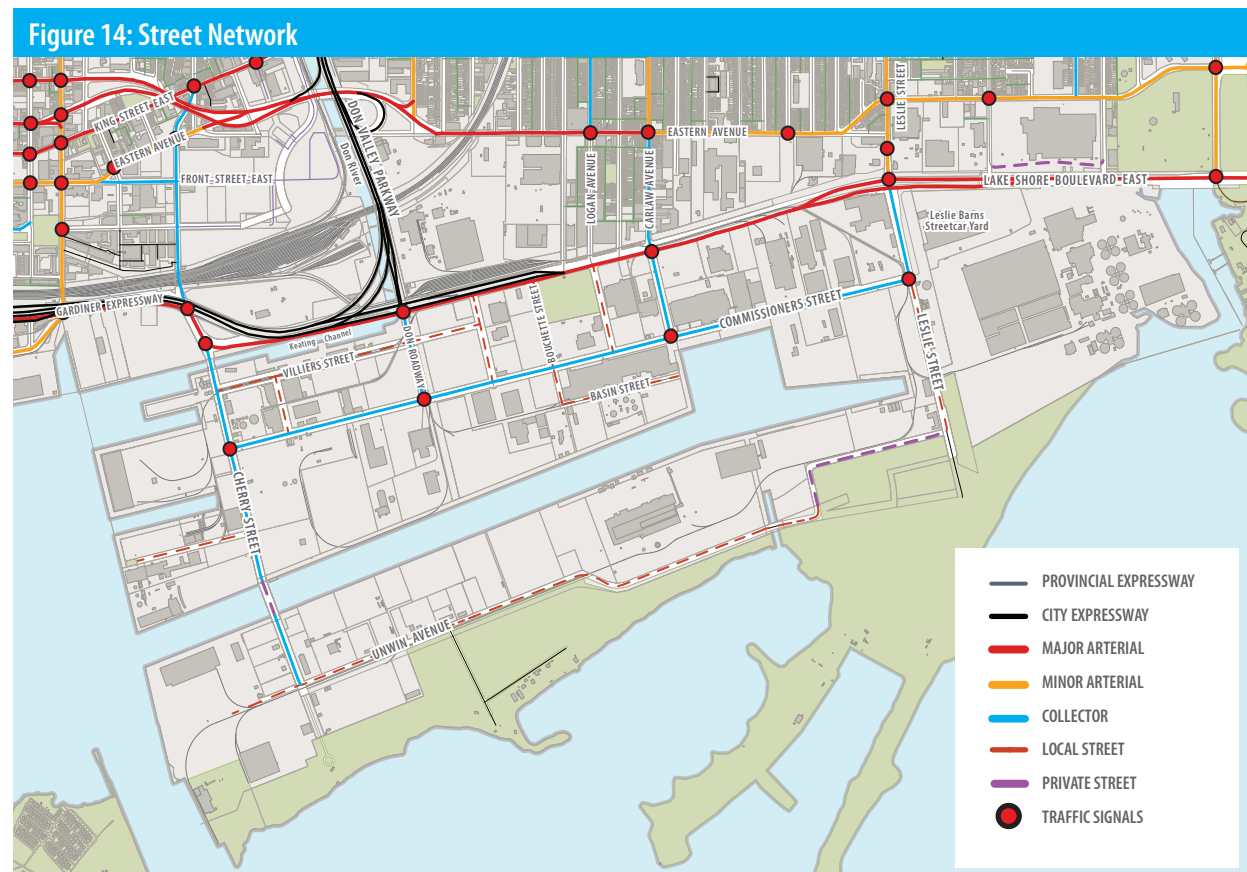 Figure 14: Street Network
KING STREET EAST
EASTERN AVENUE
FRONT STREET EAST
DON VALLEY PARKWAY
Don River
LOGAN AVENUE
CARLAW AVENUE
EASTERN AVENUE
LESLIE STREET
LAKE SHORE BOULEVARD EAST
Leslie Barns
Streetcar Yard
GARDINER EXPRESSWAY
Keating Channel
VILLIERS STREET
DON ROADWAY
BOUCHETTE STREET
COMMISSIONERS STREET
BASIN STREET
LESLIE STREET
CHERRY STREET
UNWIN AVENUE
PROVINCIAL EXPRESSWAY
CITY EXPRESSWAY
MAJOR ARTERIAL
MINOR ARTERIAL
COLLECTOR
LOCAL STREET
PRIVATE STREET
TRAFFIC SIGNALS